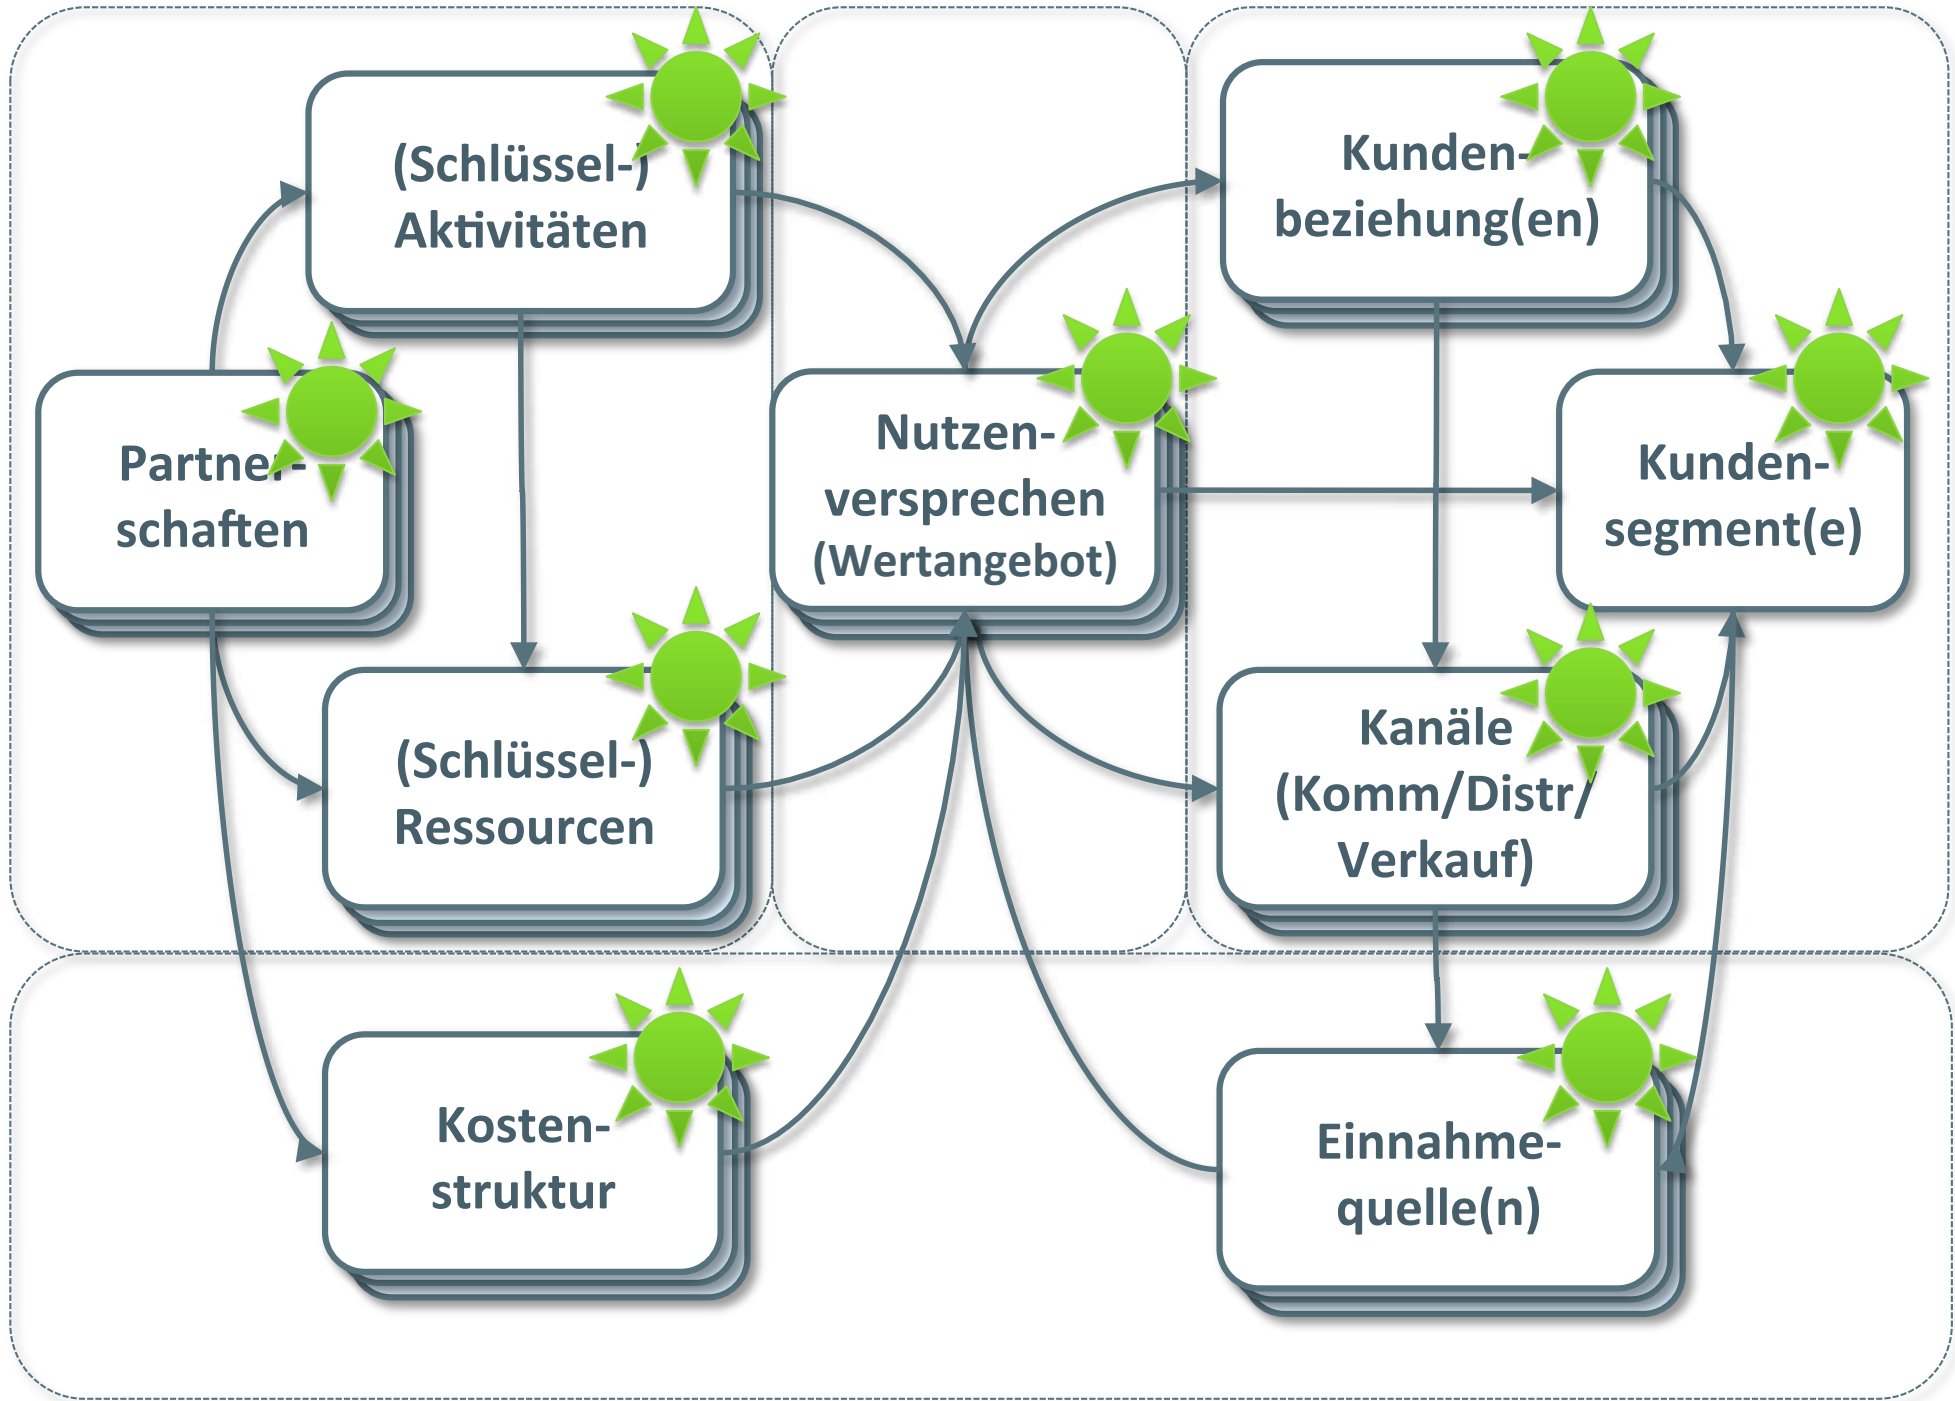 (Schlüssel-)
Aktivitäten
Kunden-
beziehung(en)
Partner-
schaften
Nutzen-
versprechen
(Wertangebot)
Kunden-
segment(e)
(Schlüssel-)
Ressourcen
Kanäle
(Komm/Distr/
Verkauf)
Kosten-
struktur
Einnahme-
quelle(n)